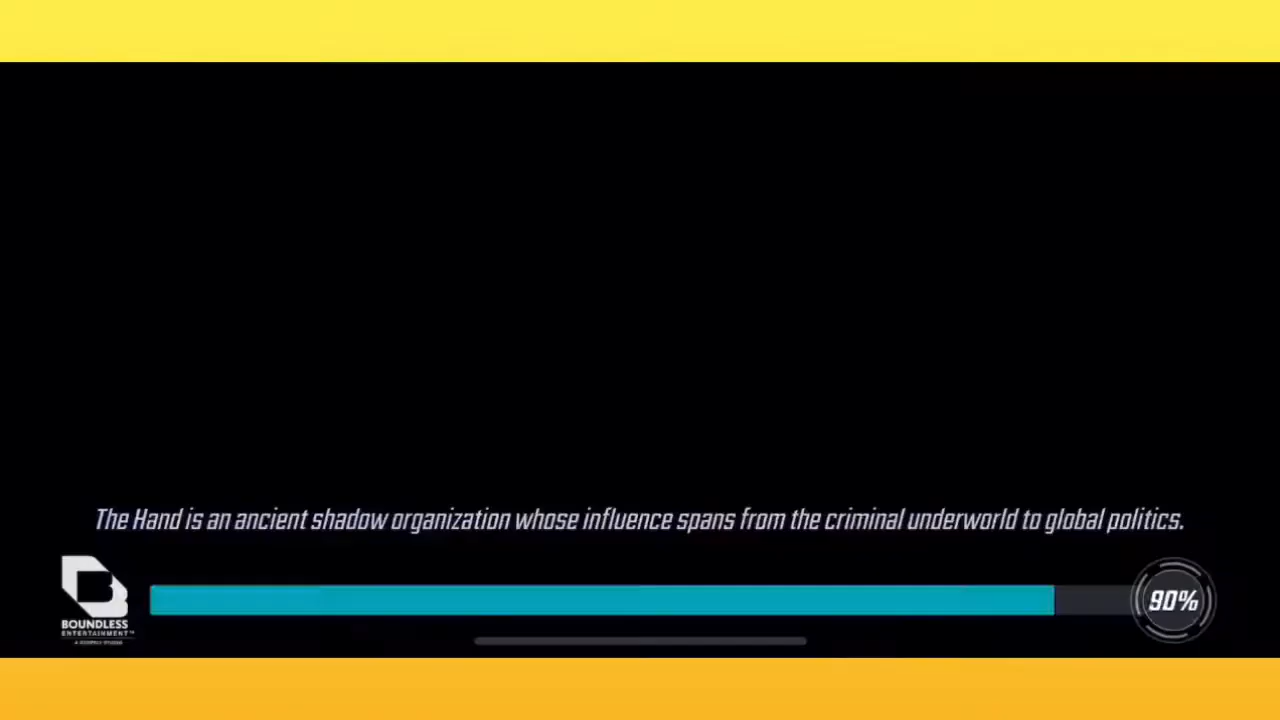 The Hand is an ancient shadow organization whose influence spans from the criminal underworld to global politics.
BOUNDLESS
ENTERTAINMENT™
90%